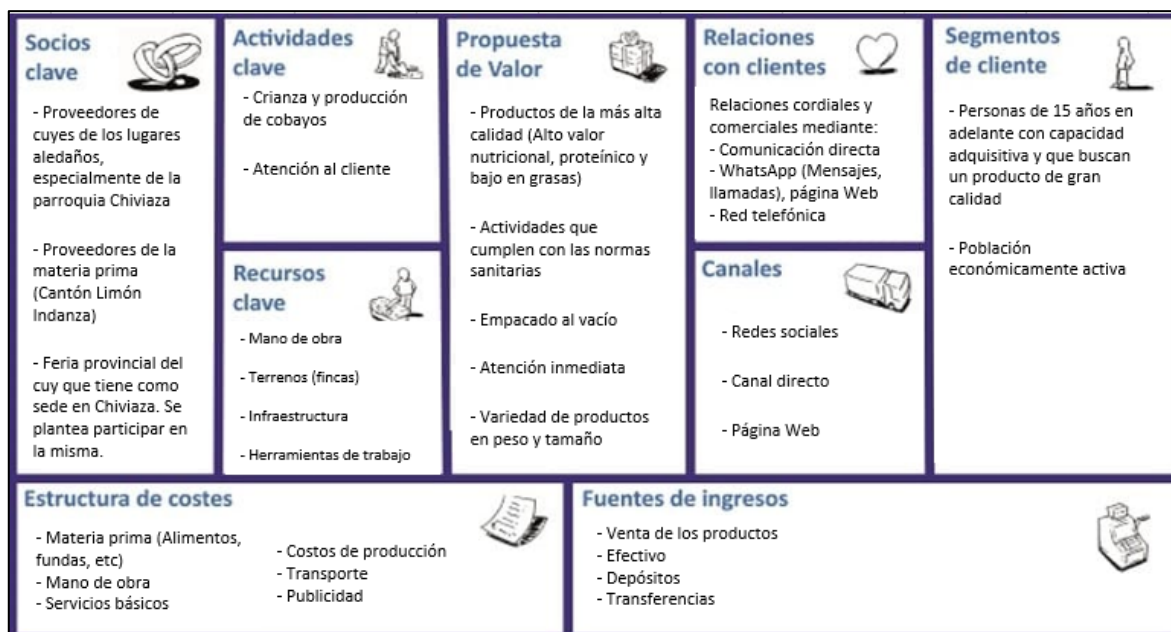 Socios
clave
- Proveedores de
cuyes de los lugares
aledaños,
especialmente de la
parroquia Chiviaza
- Proveedores de la
materia prima
(Cantón Limón
Indanza)
- Feria provincial del
cuy que tiene como
sede en Chiviaza. Se
plantea participar en
la misma.
Actividades
clave
- Crianza y producción
de cobayos
- Atención al cliente
Recursos
clave
- Mano de obra
- Terrenos (fincas)
- Infraestructura
- Herramientas de trabajo
Propuesta
de Valor
- Productos de la más alta
calidad (Alto valor
nutricional, proteínico y
bajo en grasas)
- Actividades que
cumplen con las normas
sanitarias
- Empacado al vacío
- Atención inmediata
- Variedad de productos
en peso y tamaño
Relaciones
con clientes
Relaciones cordiales y
comerciales mediante:
- Comunicación directa
- WhatsApp (Mensajes,
llamadas), página Web
- Red telefónica
Canales
- Redes sociales
- Canal directo
- Página Web
Segmentos
de cliente
- Personas de 15 años en
adelante con capacidad
adquisitiva y que buscan
un producto de gran
calidad
- Población
económicamente activa
Estructura de costes
- Materia prima (Alimentos,
fundas, etc)
- Mano de obra
- Servicios básicos
- Costos de producción
- Transporte
- Publicidad
Fuentes de ingresos
- Venta de los productos
- Efectivo
- Depósitos
- Transferencias